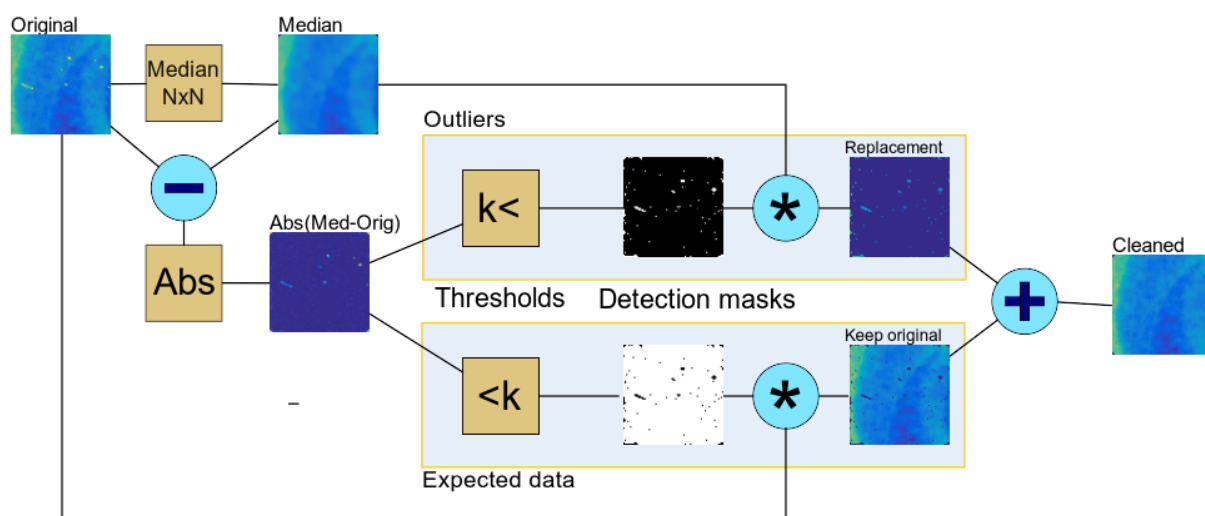 Original
Median
Median
NxN
Outliers
Replacement
k<
*
Abs(Med-Orig)
Abs
Cleaned
Thresholds
Detection masks
+
Keep original
<k
*
Expected data